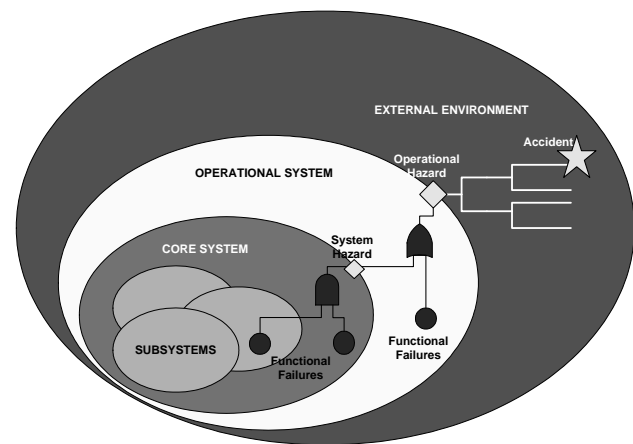 EXTERNAL ENVIRONMENT
Accident
Operational
Hazard
OPERATIONAL SYSTEM
System
Hazard
CORE SYSTEM
SUBSYSTEMS
Functional
Failures
Functional
Failures